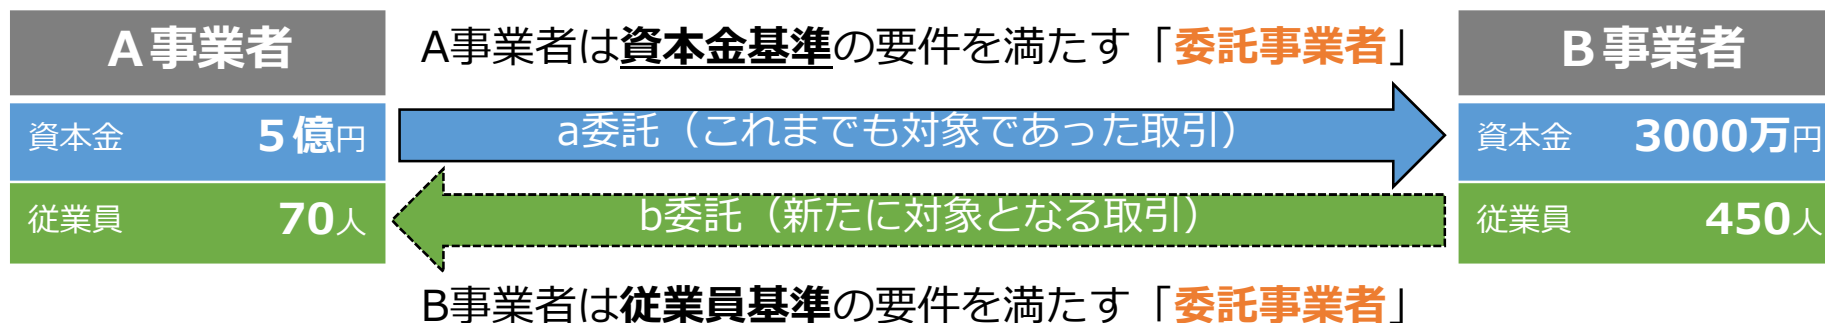 A事業者
資本金 5億円
従業員 70人
A事業者は資本金基準の要件を満たす「委託事業者」
a委託（これまでも対象であった取引）
b委託（新たに対象となる取引）
B事業者は従業員基準の要件を満たす「委託事業者」
B事業者
資本金 3000万円
従業員 450人